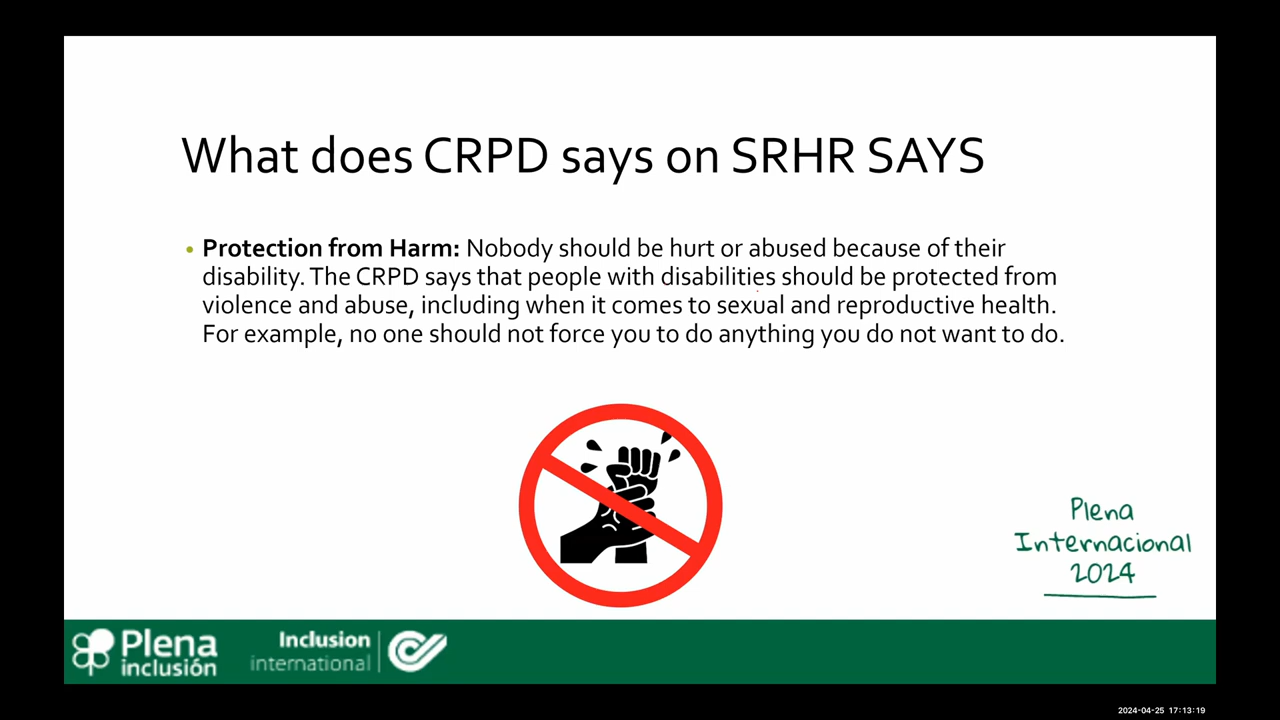 What does CRPD says on SRHR SAYS
• Protection from Harm: Nobody should be hurt or abused because of their
disability. The CRPD says that people with disabilities should be protected from
violence and abuse, including when it comes to sexual and reproductive health.
For example, no one should not force you to do anything you do not want to do.
Plena
Internacional
2024
Plena
inclusión
Inclusion
international
2024-04-25 17:13:19